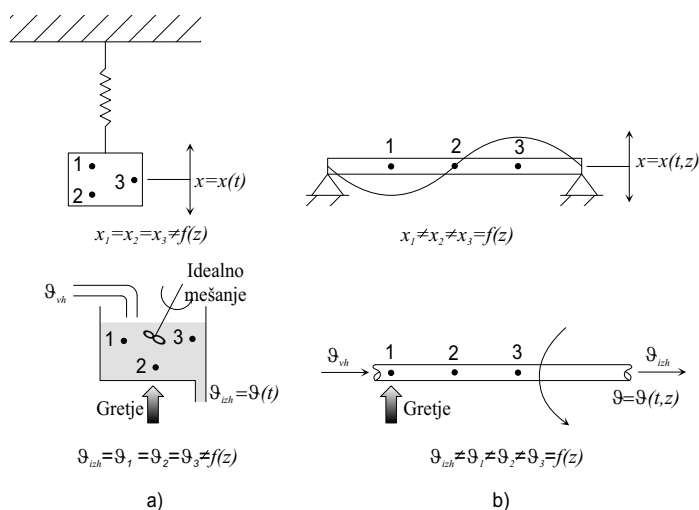 1
2
3
x=x(t)
x₁=x₂=x₃≠f(z)
1
2
3
x=x(t,z)
x₁≠x₂≠x₃=f(z)
ϑvh
Idealno
mešanje
1
2
3
Gretje
ϑizh=ϑ(t)
ϑizh=ϑ₁=ϑ₂=ϑ₃≠f(z)
a)
ϑvh
1
2
3
ϑizh
ϑ=ϑ(t,z)
Gretje
ϑizh≠ϑ₁≠ϑ₂≠ϑ₃=f(z)
b)